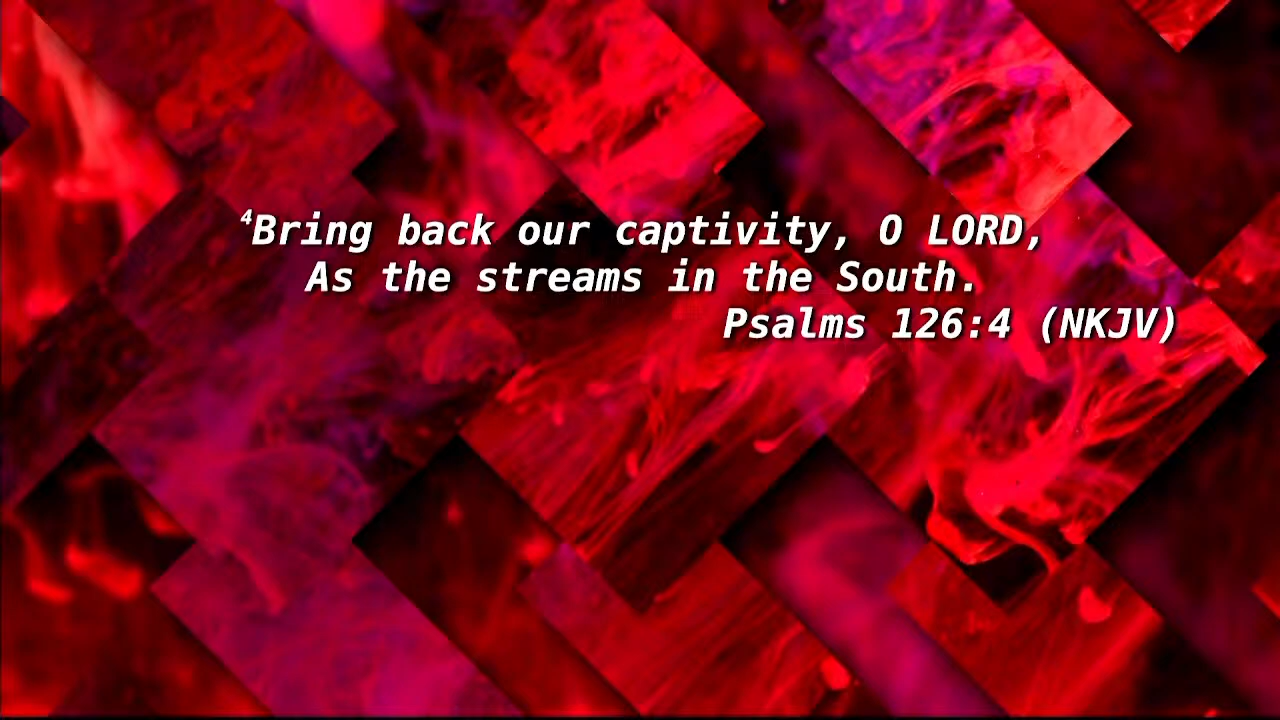 ⁴Bring back our captivity, O LORD,
As the streams in the South.
Psalms 126:4 (NKJV)